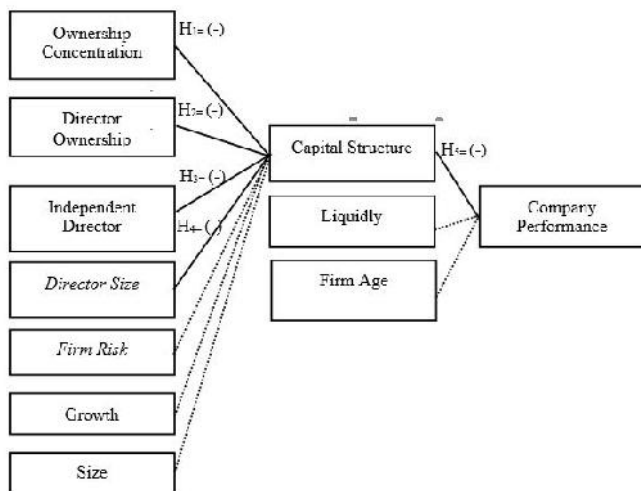 Ownership
Concentration
H1= (-)
Director
Ownership
H2= (-)
Independent
Director
H3= (-)
H4= (-)
Director Size
Firm Risk
Growth
Size
Capital Structure
H5= (-)
Liquidly
Firm Age
Company
Performance